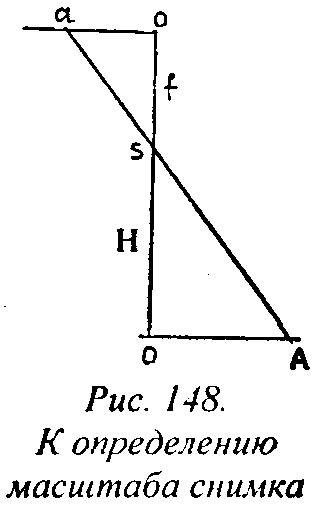 a o
f
s
H
O A
Рис. 148.
К определению
масштаба снимка